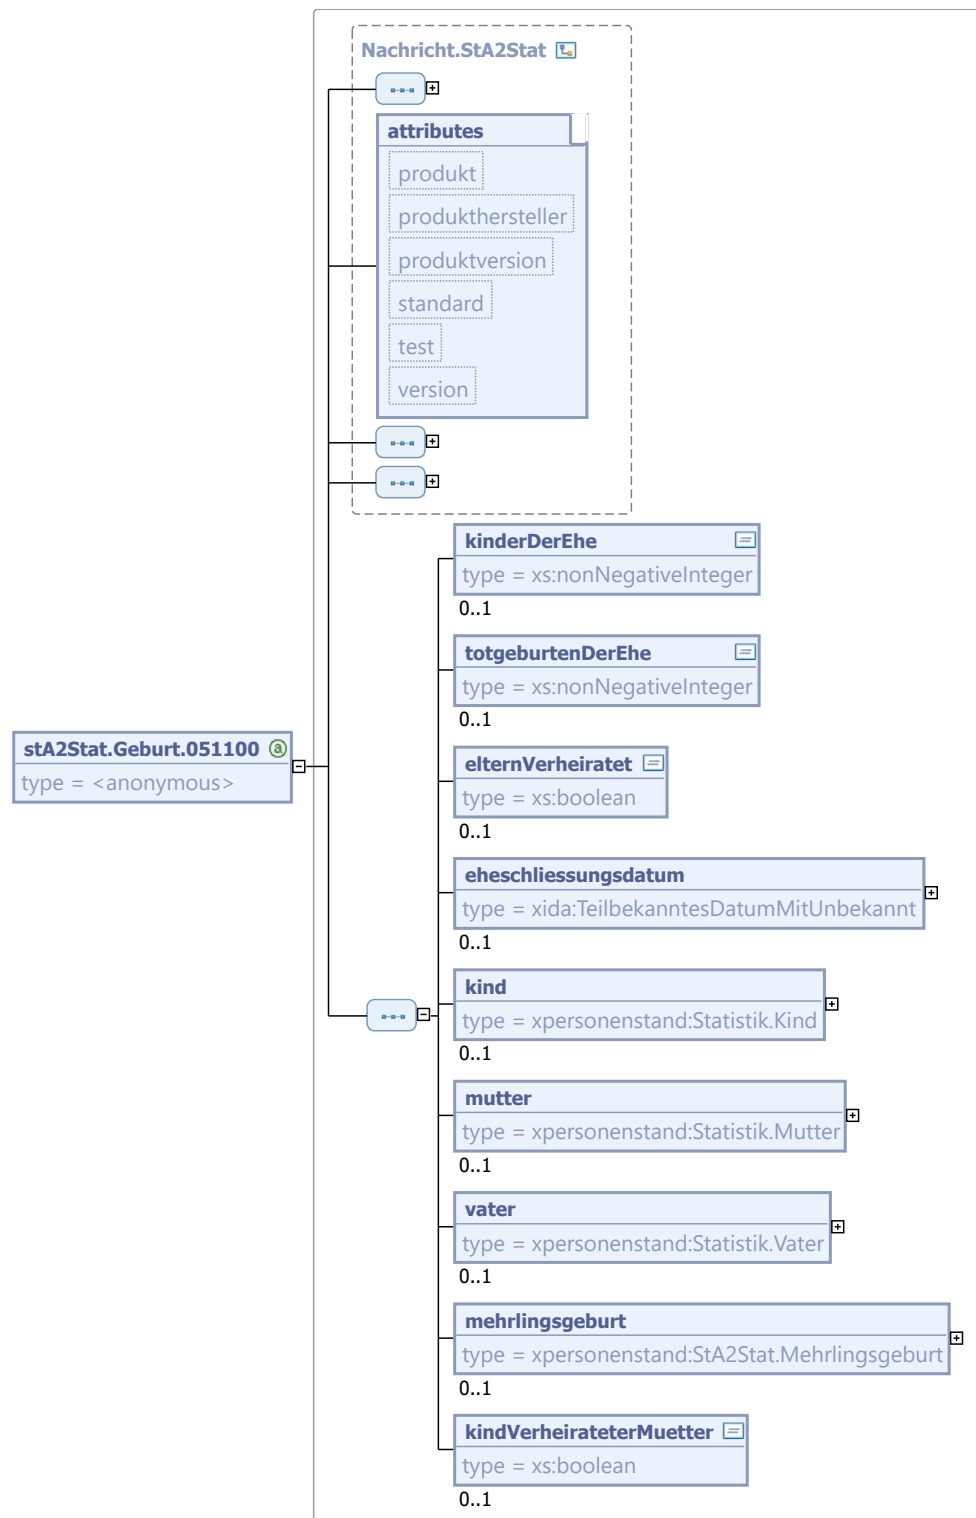 Nachricht.StA2Stat
attributes
produkt
produkthersteller
produktversion
standard
test
version
kinderDerEhe
type = xs:nonNegativeInteger
0..1
totgeburtenDerEhe
type = xs:nonNegativeInteger
0..1
stA2Stat.Geburt.051100
type = <anonymous>
elternVerheiratet
type = xs:boolean
0..1
eheschliessungsdatum
type = xida:TeilbekanntesDatumMitUnbekannt
0..1
kind
type = xpersonenstand:Statistik.Kind
0..1
mutter
type = xpersonenstand:Statistik.Mutter
0..1
vater
type = xpersonenstand:Statistik.Vater
0..1
mehrlingsgeburt
type = xpersonenstand:StA2Stat.Mehrlingsgeburt
0..1
kindVerheirateterMuetter
type = xs:boolean
0..1